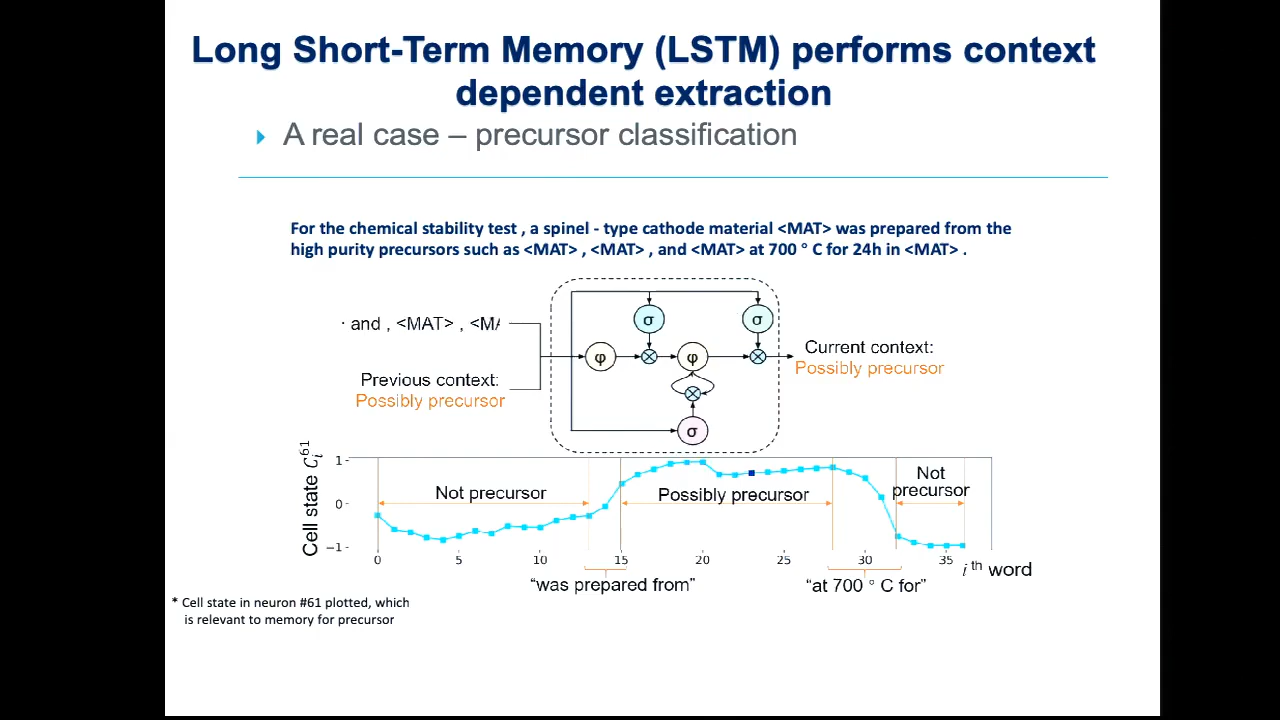 Long Short-Term Memory (LSTM) performs context
dependent extraction
A real case – precursor classification
For the chemical stability test , a spinel - type cathode material <MAT> was prepared from the
high purity precursors such as <MAT> , <MAT> , and <MAT> at 700 ° C for 24h in <MAT> .
and , <MAT> , <MA
σ
σ
φ
φ
Current context:
Possibly precursor
Previous context:
Possibly precursor
σ
Cell state C_i^61
1
0
−1
Not precursor
Possibly precursor
Not
precursor
0
5
10
15
20
25
30
35
i th word
“was prepared from”
“at 700 ° C for”
* Cell state in neuron #61 plotted, which
is relevant to memory for precursor